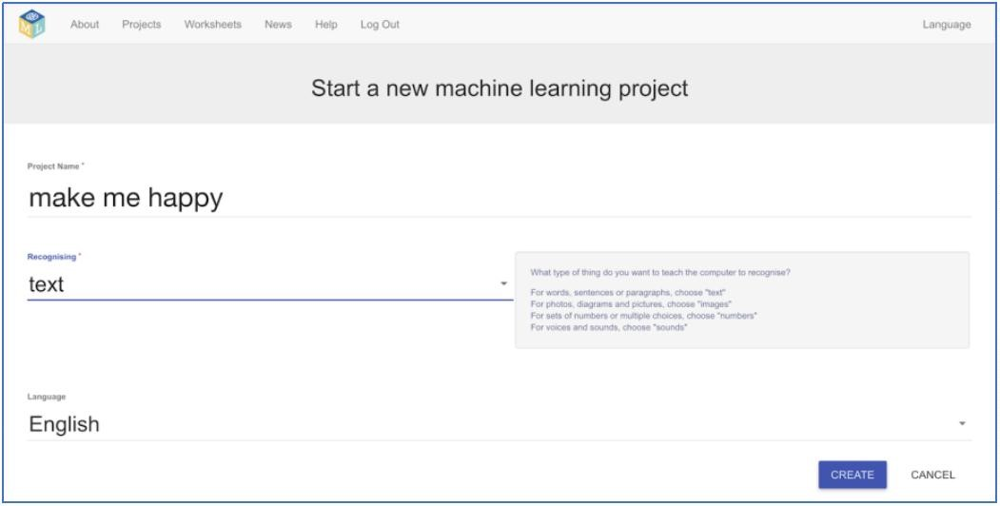 ML
About Projects Worksheets News Help Log Out Language
Start a new machine learning project
Project Name *
make me happy
Recognising *
text
What type of thing do you want to teach the computer to recognise?
For words, sentences or paragraphs, choose "text"
For photos, diagrams and pictures, choose "images"
For sets of numbers or multiple choices, choose "numbers"
For voices and sounds, choose "sounds"
Language
English
CREATE CANCEL